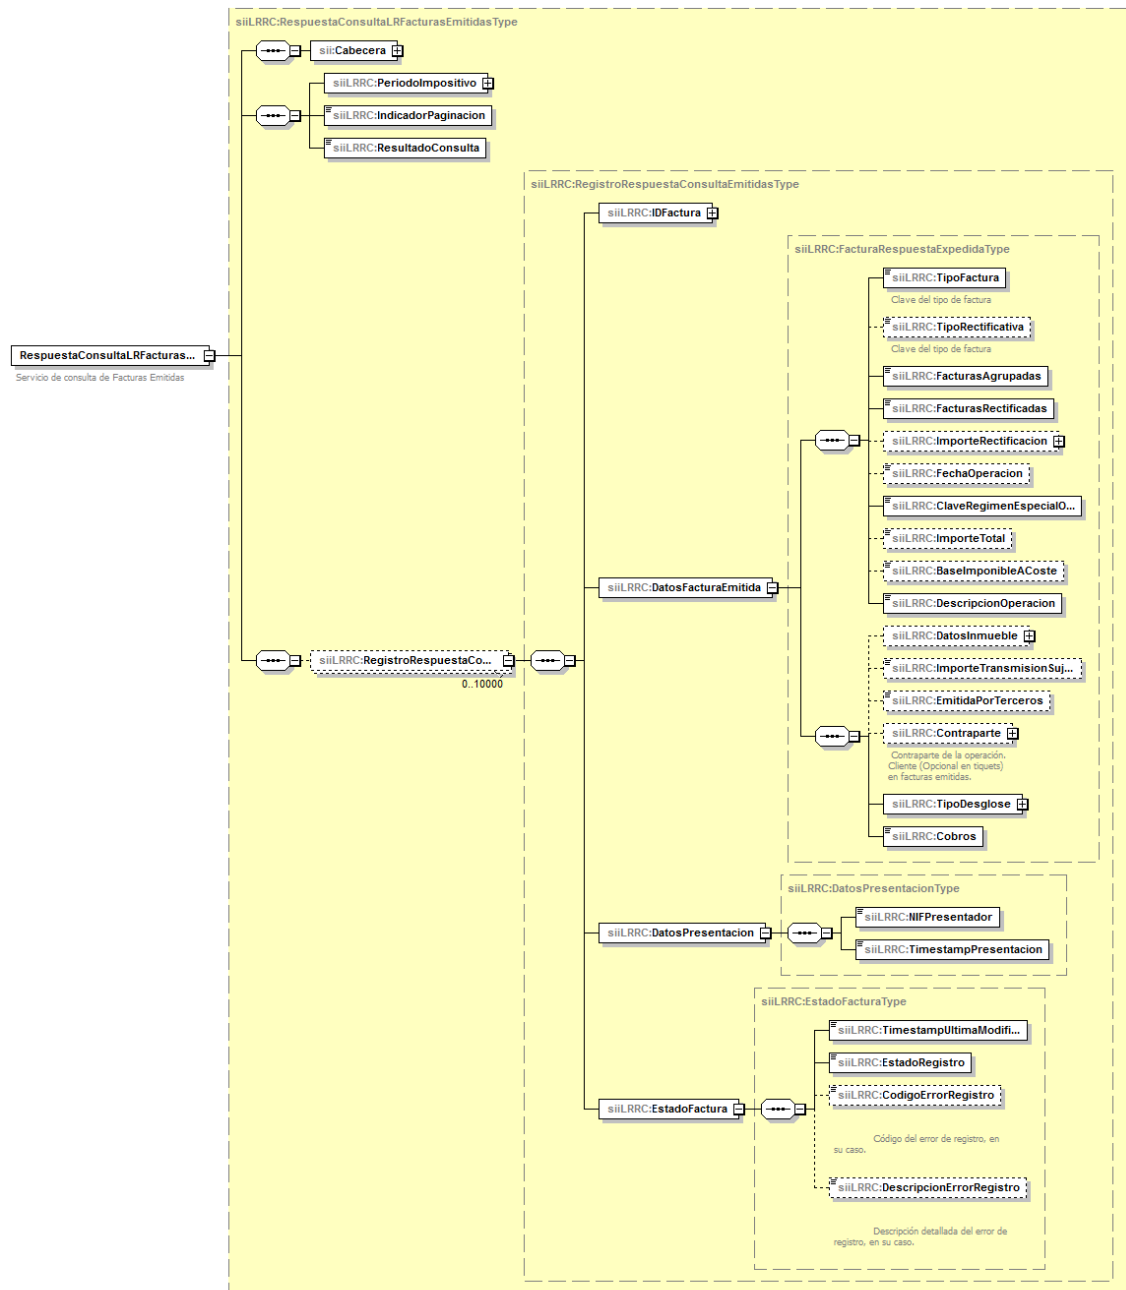 siiLRRC:RespuestaConsultaLRFacturasEmitidasType
sii:Cabecera
siiLRRC:PeriodoImpositivo
siiLRRC:IndicadorPaginacion
siiLRRC:ResultadoConsulta
siiLRRC:RegistroRespuestaConsultaEmitidasType
siiLRRC:IDFactura
siiLRRC:FacturaRespuestaExpedidaType
siiLRRC:TipoFactura
Clave del tipo de factura
siiLRRC:TipoRectificativa
Clave del tipo de factura
RespuestaConsultaLRFacturas...
Servicio de consulta de Facturas Emitidas
siiLRRC:FacturasAgrupadas
siiLRRC:FacturasRectificadas
siiLRRC:ImporteRectificacion
siiLRRC:FechaOperacion
siiLRRC:ClaveRegimenEspecialO...
siiLRRC:ImporteTotal
siiLRRC:BaseImponibleACoste
siiLRRC:DatosFacturaEmitida
siiLRRC:DescripcionOperacion
siiLRRC:DatosInmueble
siiLRRC:RegistroRespuestaCo...
0..10000
siiLRRC:ImporteTransmisionSuj...
siiLRRC:EmitidaPorTerceros
siiLRRC:Contraparte
Contraparte de la operación.
Cliente (Opcional en tiquets)
en facturas emitidas.
siiLRRC:TipoDesglose
siiLRRC:Cobros
siiLRRC:DatosPresentacionType
siiLRRC:NIFPresentador
siiLRRC:DatosPresentacion
siiLRRC:TimestampPresentacion
siiLRRC:EstadoFacturaType
siiLRRC:TimestampUltimaModifi...
siiLRRC:EstadoRegistro
siiLRRC:CodigoErrorRegistro
siiLRRC:EstadoFactura
Código del error de registro, en
su caso.
siiLRRC:DescripcionErrorRegistro
Descripción detallada del error de
registro, en su caso.